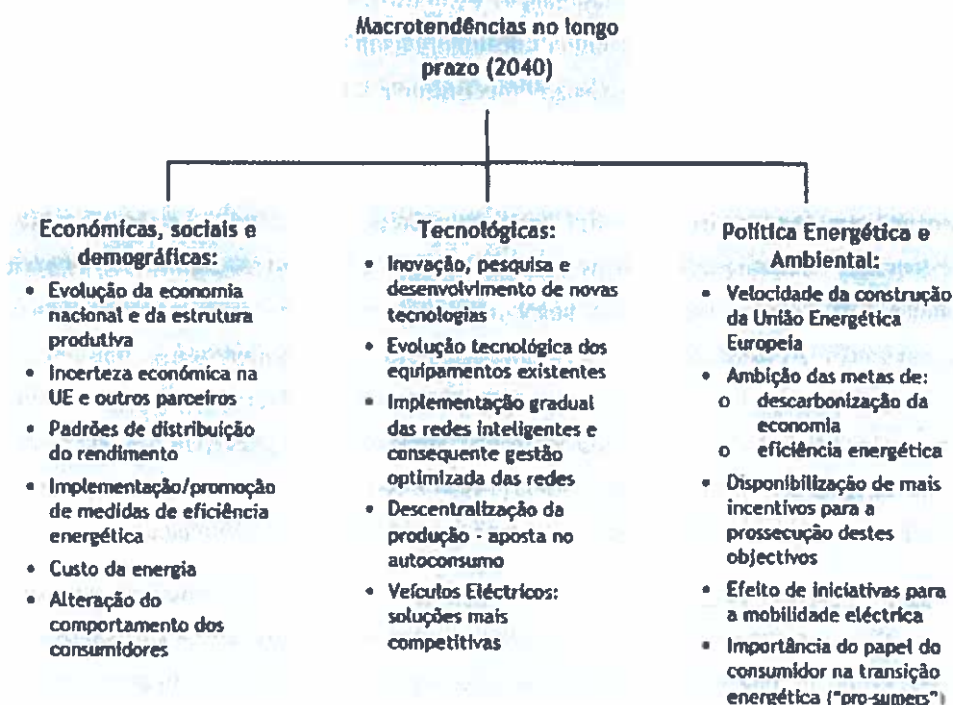 Macrotendências no longo
prazo (2040)
Económicas, sociais e
demográficas:
• Evolução da economia
nacional e da estrutura
produtiva
• Incerteza económica na
UE e outros parceiros
• Padrões de distribuição
do rendimento
• Implementação/promoção
de medidas de eficiência
energética
• Custo da energia
• Alteração do
comportamento dos
consumidores
Tecnológicas:
• Inovação, pesquisa e
desenvolvimento de novas
tecnologias
• Evolução tecnológica dos
equipamentos existentes
• Implementação gradual
das redes inteligentes e
consequente gestão
optimizada das redes
• Descentralização da
produção - aposta no
autoconsumo
• Veículos Eléctricos:
soluções mais
competitivas
Política Energética e
Ambiental:
• Velocidade da construção
da União Energética
Europeia
• Ambição das metas de:
o descarbonização da
economia
o eficiência energética
• Disponibilização de mais
incentivos para a
prossecução destes
objectivos
• Efeito de iniciativas para
a mobilidade eléctrica
• Importância do papel do
consumidor na transição
energética ("pro-sumers")